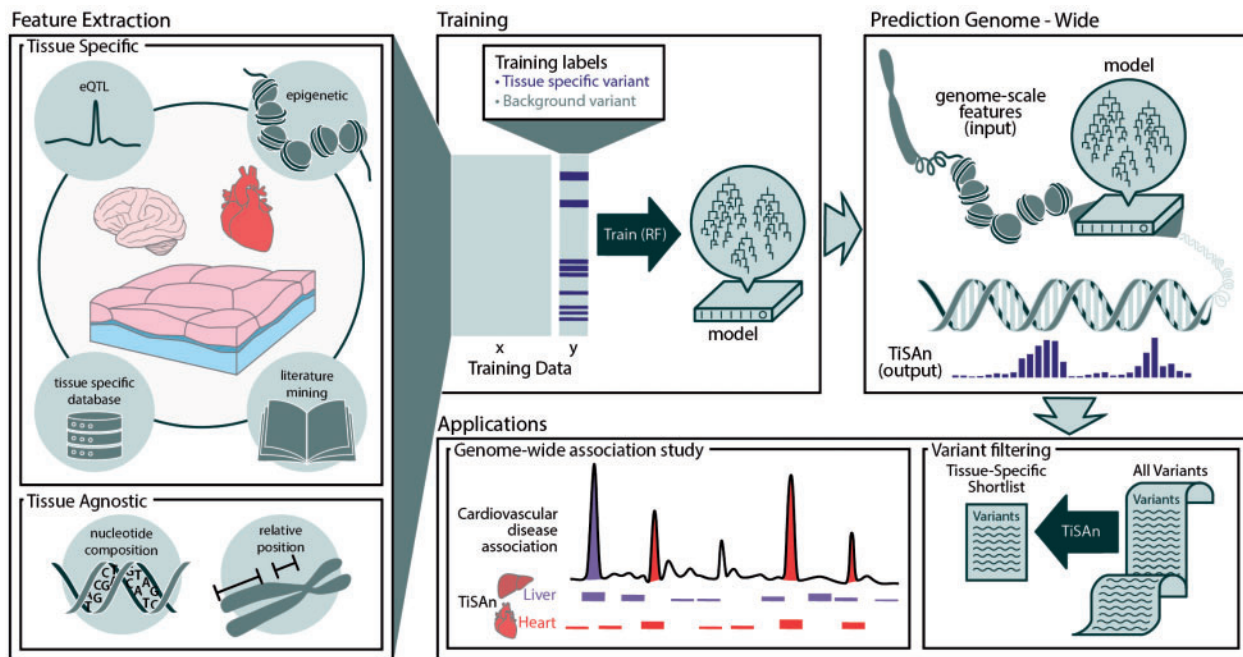 Feature Extraction
Tissue Specific
eQTL
epigenetic
tissue specific
database
literature
mining
Tissue Agnostic
nucleotide
composition
relative
position
Training
Training labels
• Tissue specific variant
• Background variant
Train (RF)
model
x
y
Training Data
Prediction Genome - Wide
model
genome-scale
features
(input)
TiSAn
(output)
Applications
Genome-wide association study
Cardiovascular
disease
association
TiSAn
Liver
Heart
Variant filtering
Tissue-Specific
Shortlist
All Variants
Variants
TiSAn
Variants